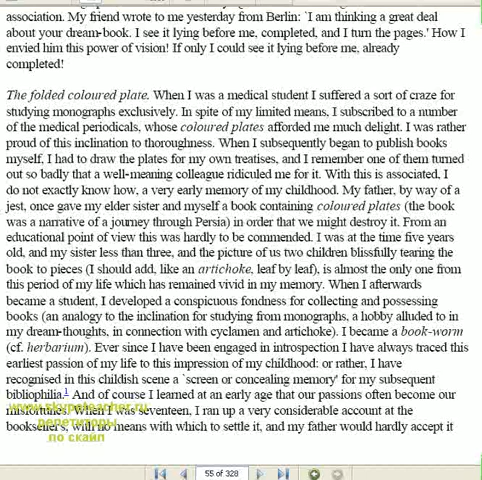 association. My friend wrote to me yesterday from Berlin: `I am thinking a great deal
about your dream-book. I see it lying before me, completed, and I turn the pages.' How I
envied him this power of vision! If only I could see it lying before me, already
completed!
The folded coloured plate. When I was a medical student I suffered a sort of craze for
studying monographs exclusively. In spite of my limited means, I subscribed to a number
of the medical periodicals, whose coloured plates afforded me much delight. I was rather
proud of this inclination to thoroughness. When I subsequently began to publish books
myself, I had to draw the plates for my own treatises, and I remember one of them turned
out so badly that a well-meaning colleague ridiculed me for it. With this is associated, I
do not exactly know how, a very early memory of my childhood. My father, by way of a
jest, once gave my elder sister and myself a book containing coloured plates (the book
was a narrative of a journey through Persia) in order that we might destroy it. From an
educational point of view this was hardly to be commended. I was at the time five years
old, and my sister less than three, and the picture of us two children blissfully tearing the
book to pieces (I should add, like an artichoke, leaf by leaf), is almost the only one from
this period of my life which has remained vivid in my memory. When I afterwards
became a student, I developed a conspicuous fondness for collecting and possessing
books (an analogy to the inclination for studying from monographs, a hobby alluded to in
my dream-thoughts, in connection with cyclamen and artichoke). I became a book-worm
(cf. herbarium). Ever since I have been engaged in introspection I have always traced this
earliest passion of my life to this impression of my childhood: or rather, I have
recognised in this childish scene a `screen or concealing memory' for my subsequent
bibliophilia.1 And of course I learned at an early age that our passions often become our
misfortunes. When I was seventeen, I ran up a very considerable account at the
booksellers, with no means with which to settle it, and my father would hardly accept it
www.skypeteacher.ru
репетиторы
по скайп
55 of 328